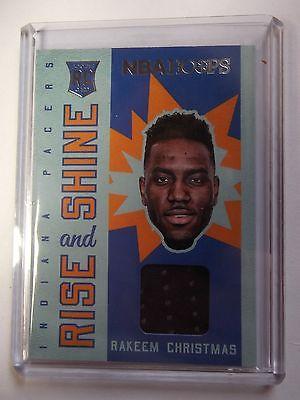 RC
NBA HOOPS
INDIANA PACERS
RISE and SHINE
RAKEEM CHRISTMAS